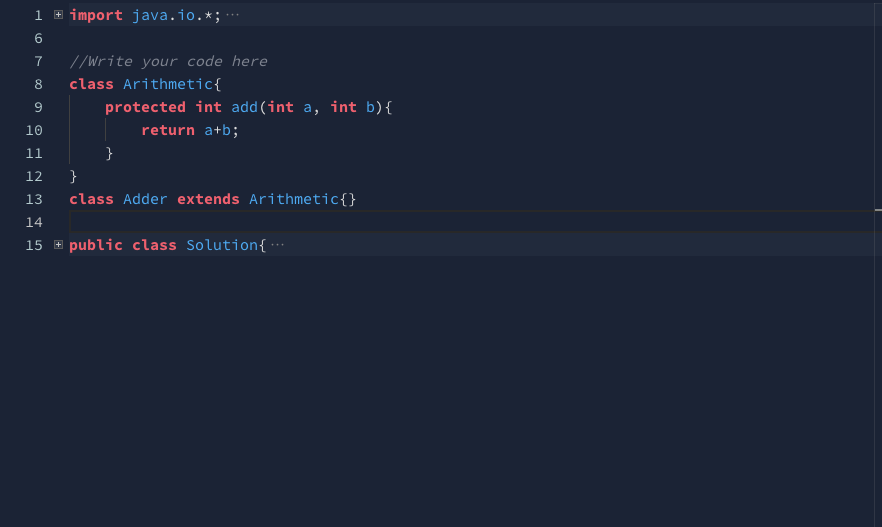 1 import java.io.*;···
6
7 //Write your code here
8 class Arithmetic{
9     protected int add(int a, int b){
10         return a+b;
11     }
12 }
13 class Adder extends Arithmetic{}
14
15 public class Solution{···